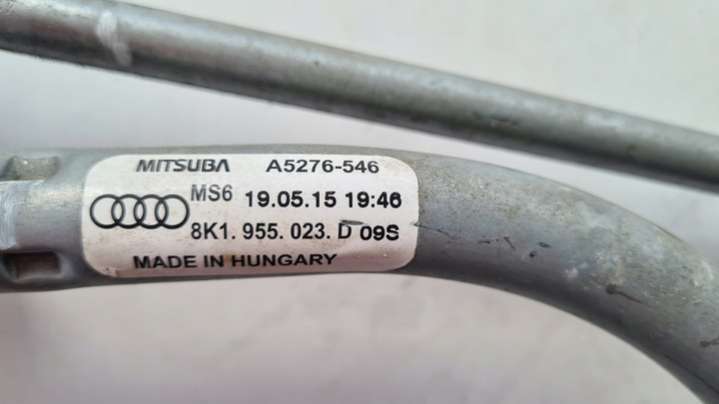 MITSUBA A5276-546
MS6 19.05.15 19:46
8K1. 955. 023. D 09S
MADE IN HUNGARY